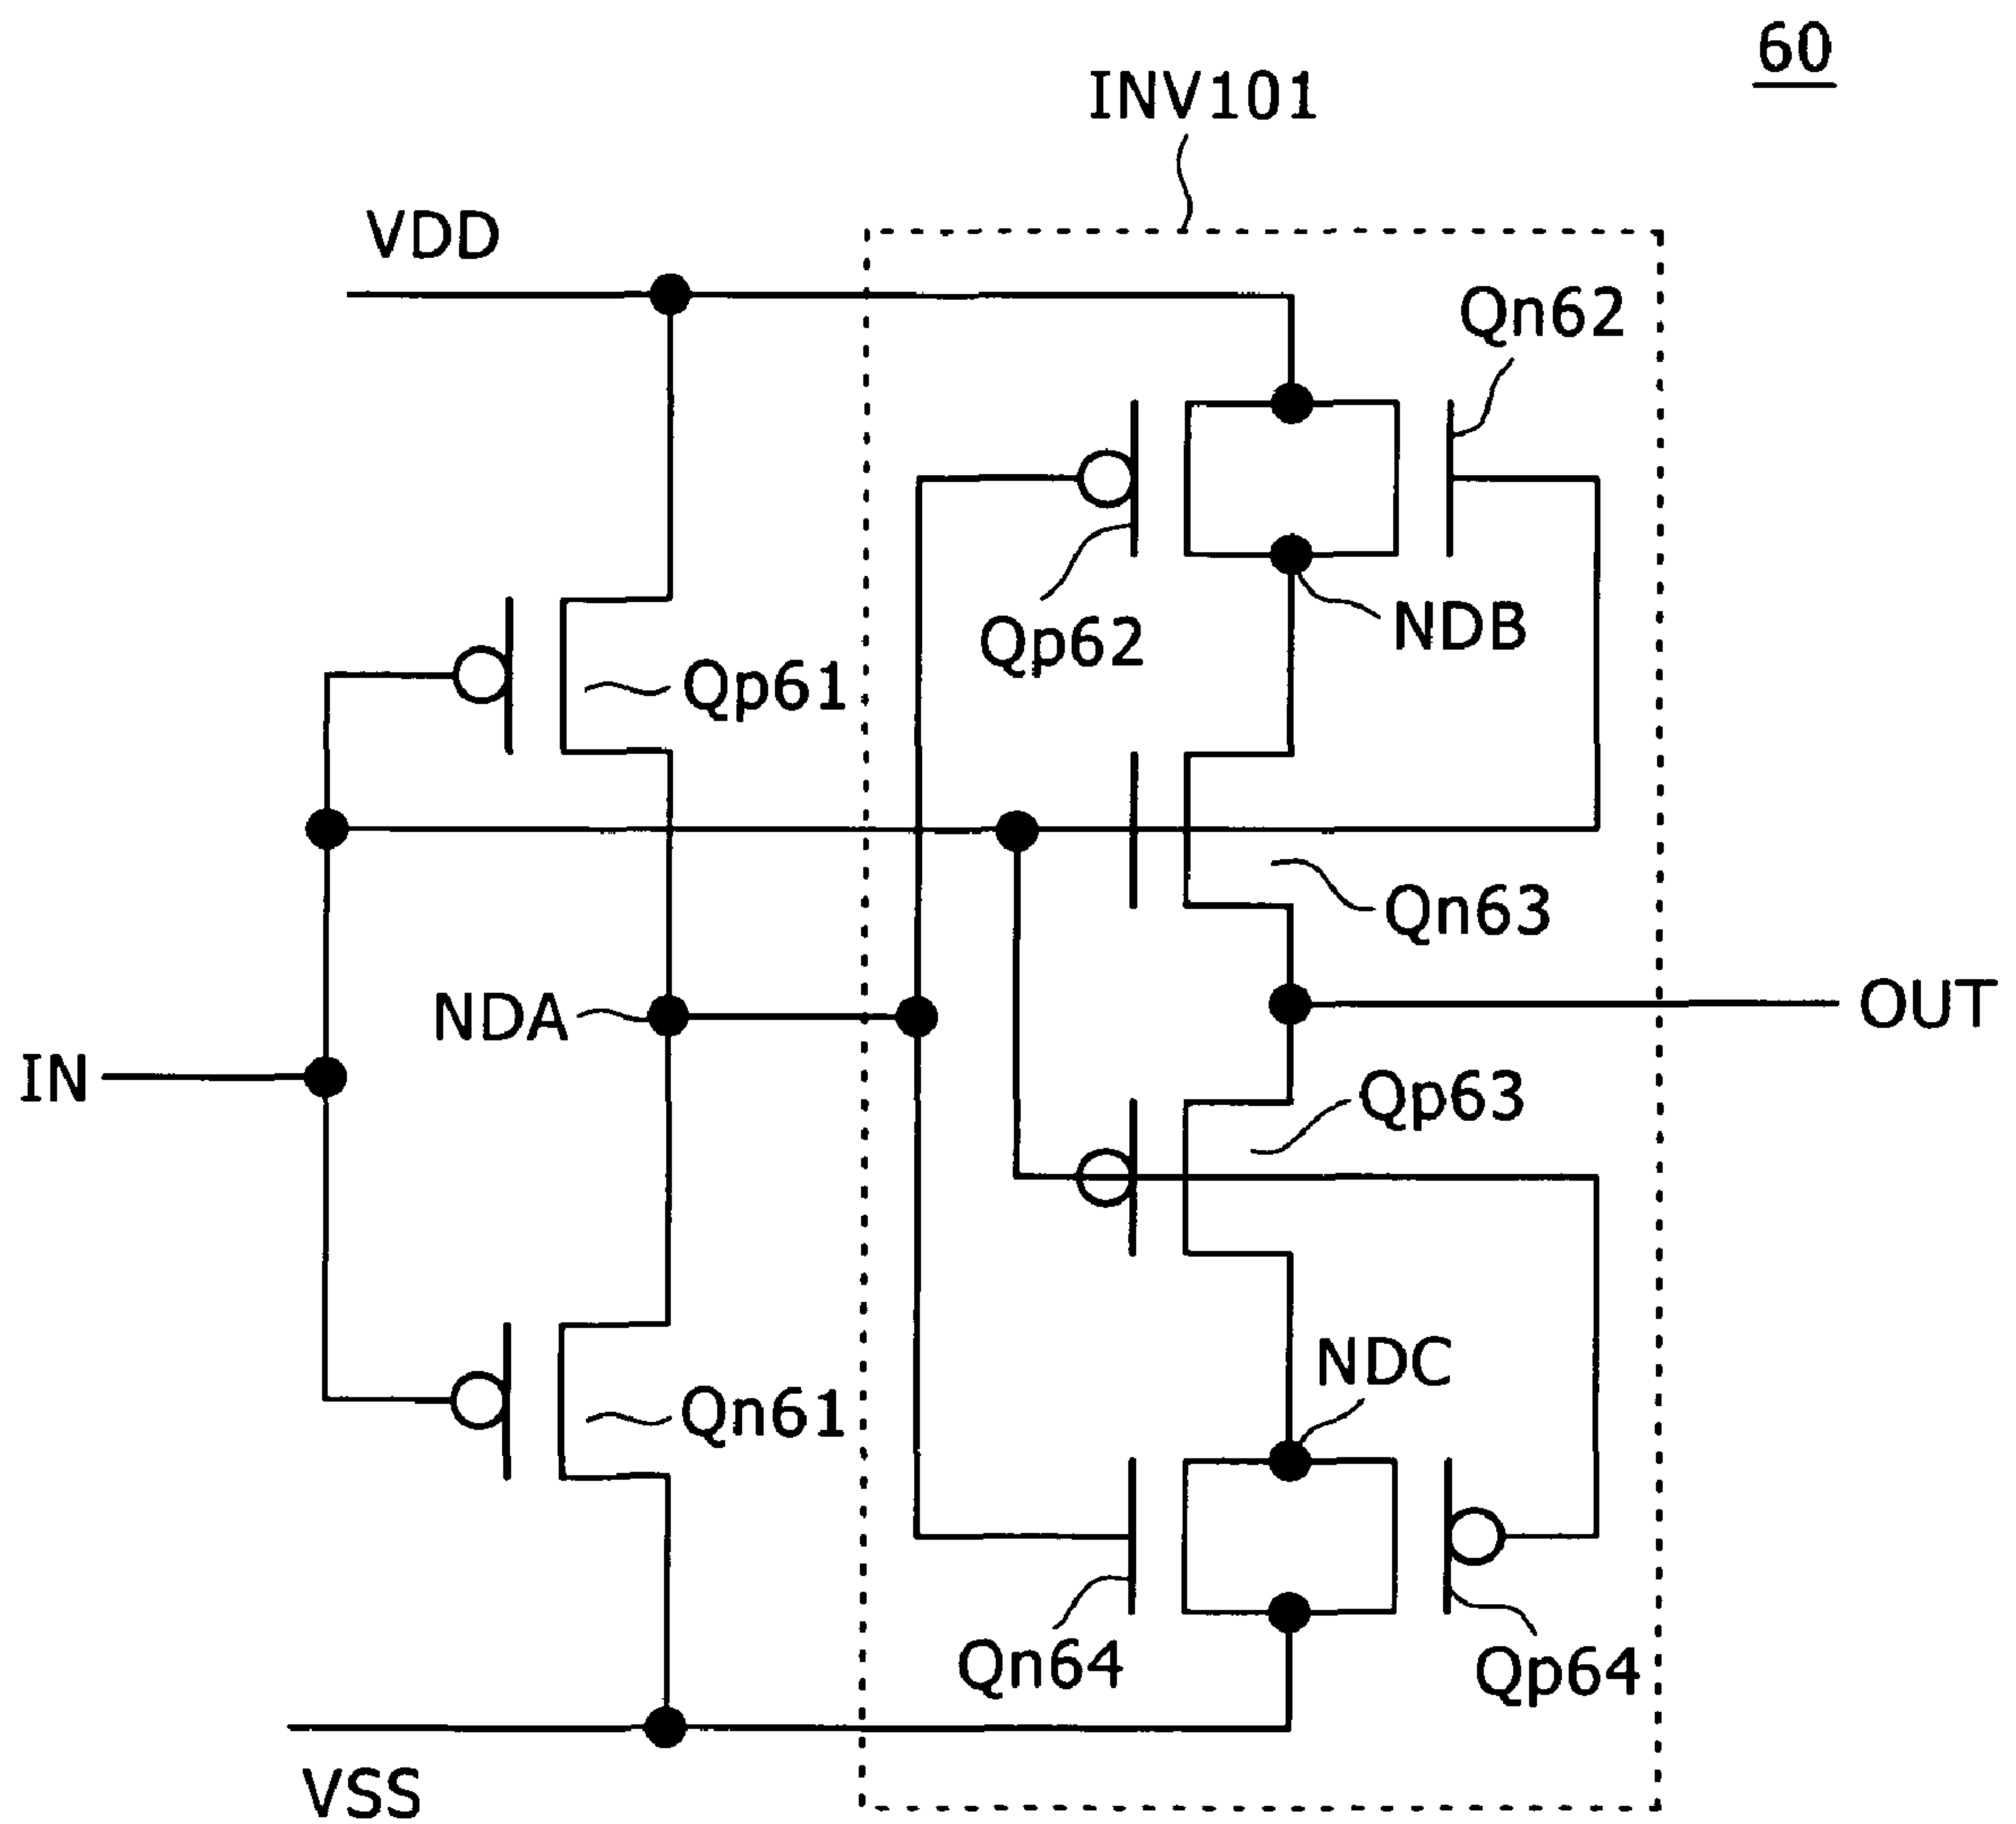 60
INV101
VDD
Qn62
Qp62
NDB
Qp61
Qn63
NDA
OUT
IN
Qp63
NDC
Qn61
Qn64
Qp64
VSS